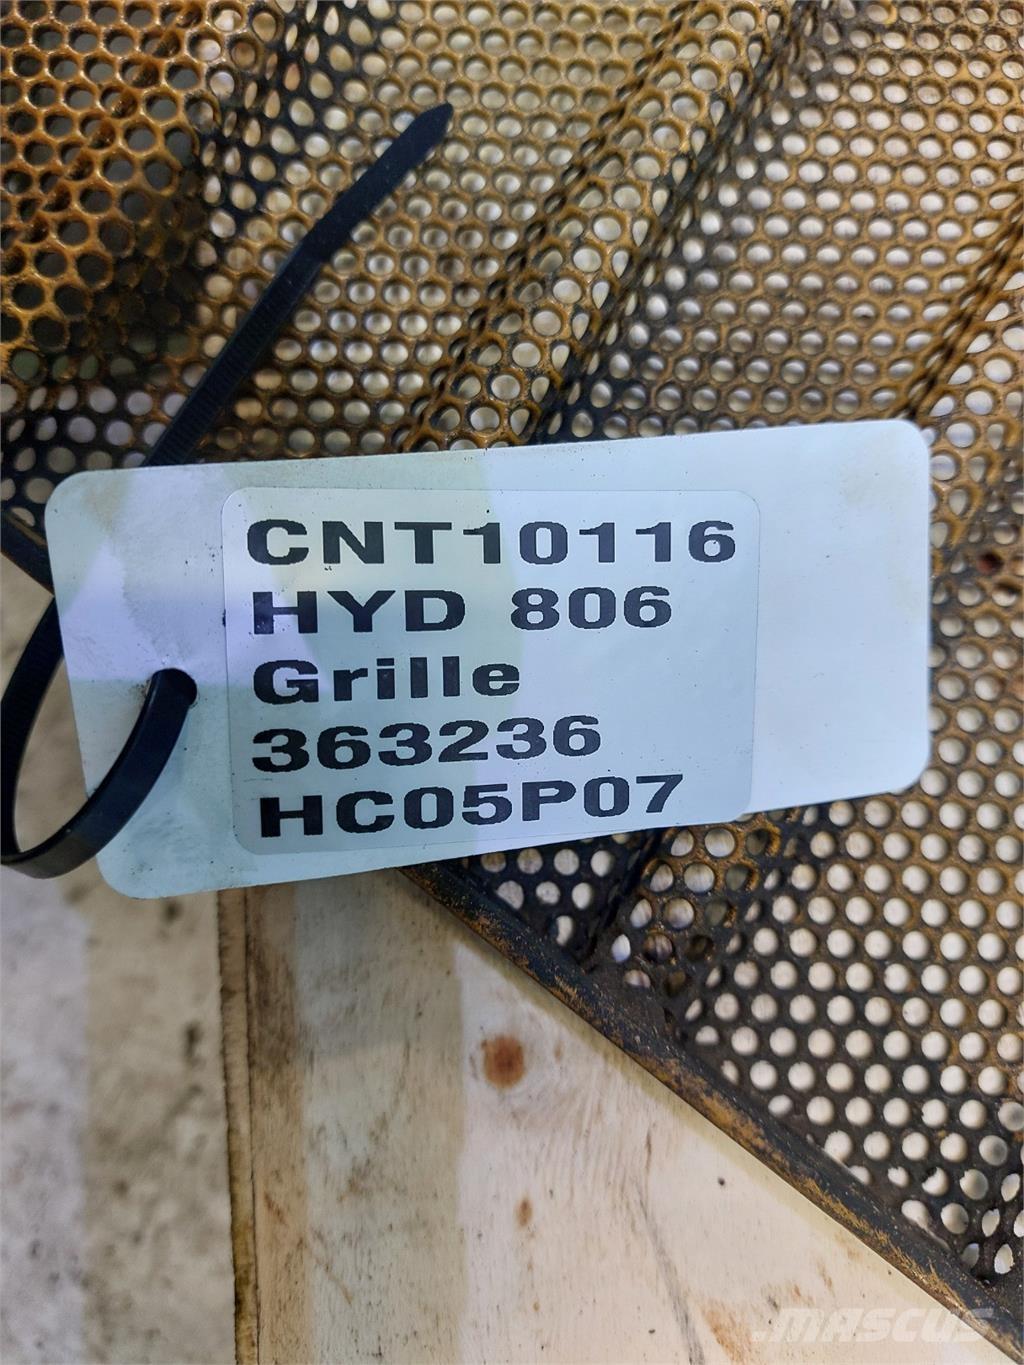 CNT10116
HYD 806
Grille
363236
HC05P07
MASCUS